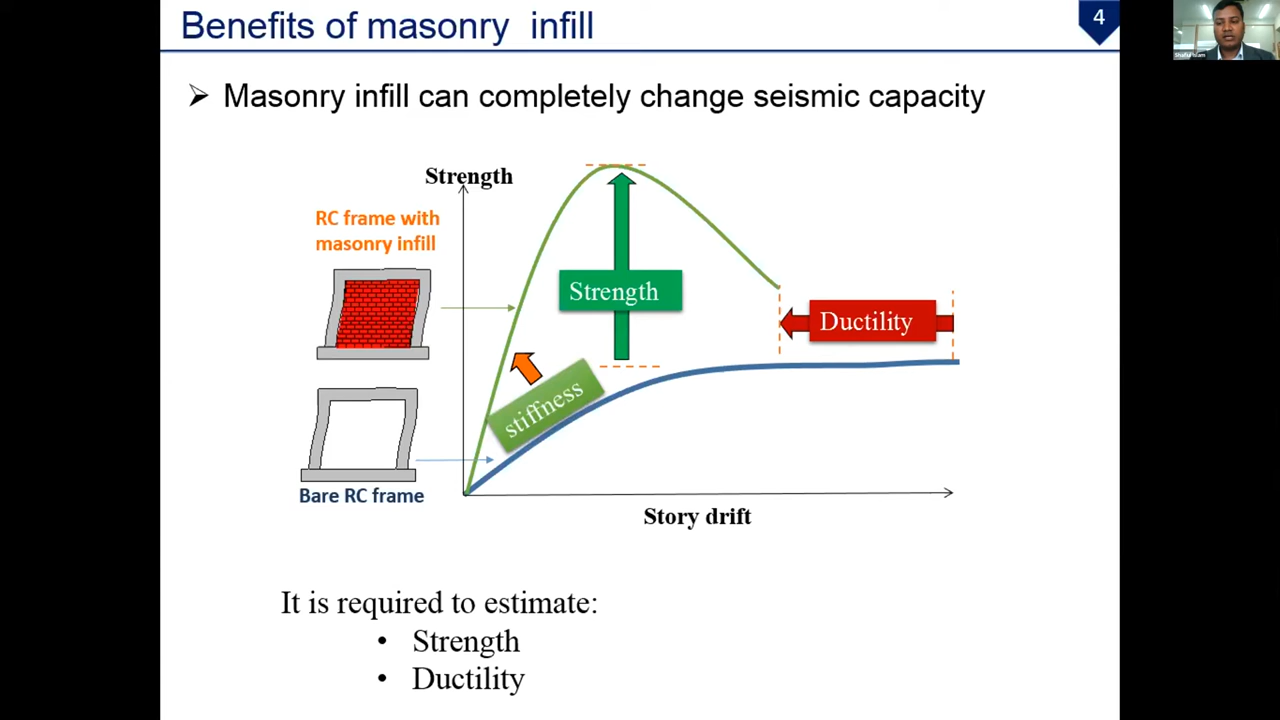 Benefits of masonry infill
4
➢ Masonry infill can completely change seismic capacity
Strength
RC frame with
masonry infill
Strength
Ductility
stiffness
Bare RC frame
Story drift
It is required to estimate:
• Strength
• Ductility